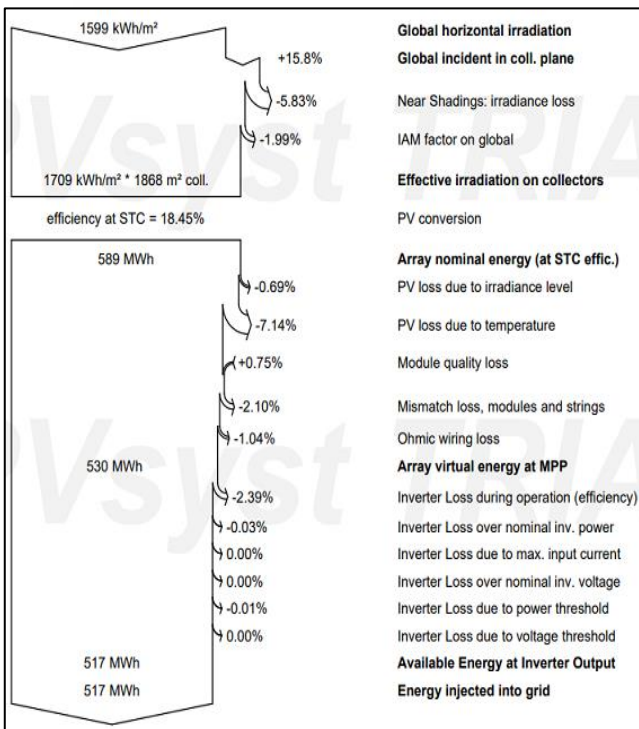 1599 kWh/m² Global horizontal irradiation
+15.8% Global incident in coll. plane
-5.83% Near Shadings: irradiance loss
-1.99% IAM factor on global
1709 kWh/m² * 1868 m² coll. Effective irradiation on collectors
efficiency at STC = 18.45% PV conversion
589 MWh Array nominal energy (at STC effic.)
-0.69% PV loss due to irradiance level
-7.14% PV loss due to temperature
+0.75% Module quality loss
-2.10% Mismatch loss, modules and strings
-1.04% Ohmic wiring loss
530 MWh Array virtual energy at MPP
-2.39% Inverter Loss during operation (efficiency)
-0.03% Inverter Loss over nominal inv. power
0.00% Inverter Loss due to max. input current
0.00% Inverter Loss over nominal inv. voltage
-0.01% Inverter Loss due to power threshold
0.00% Inverter Loss due to voltage threshold
517 MWh Available Energy at Inverter Output
517 MWh Energy injected into grid
PVsyst TRIA
PVsyst TRIA